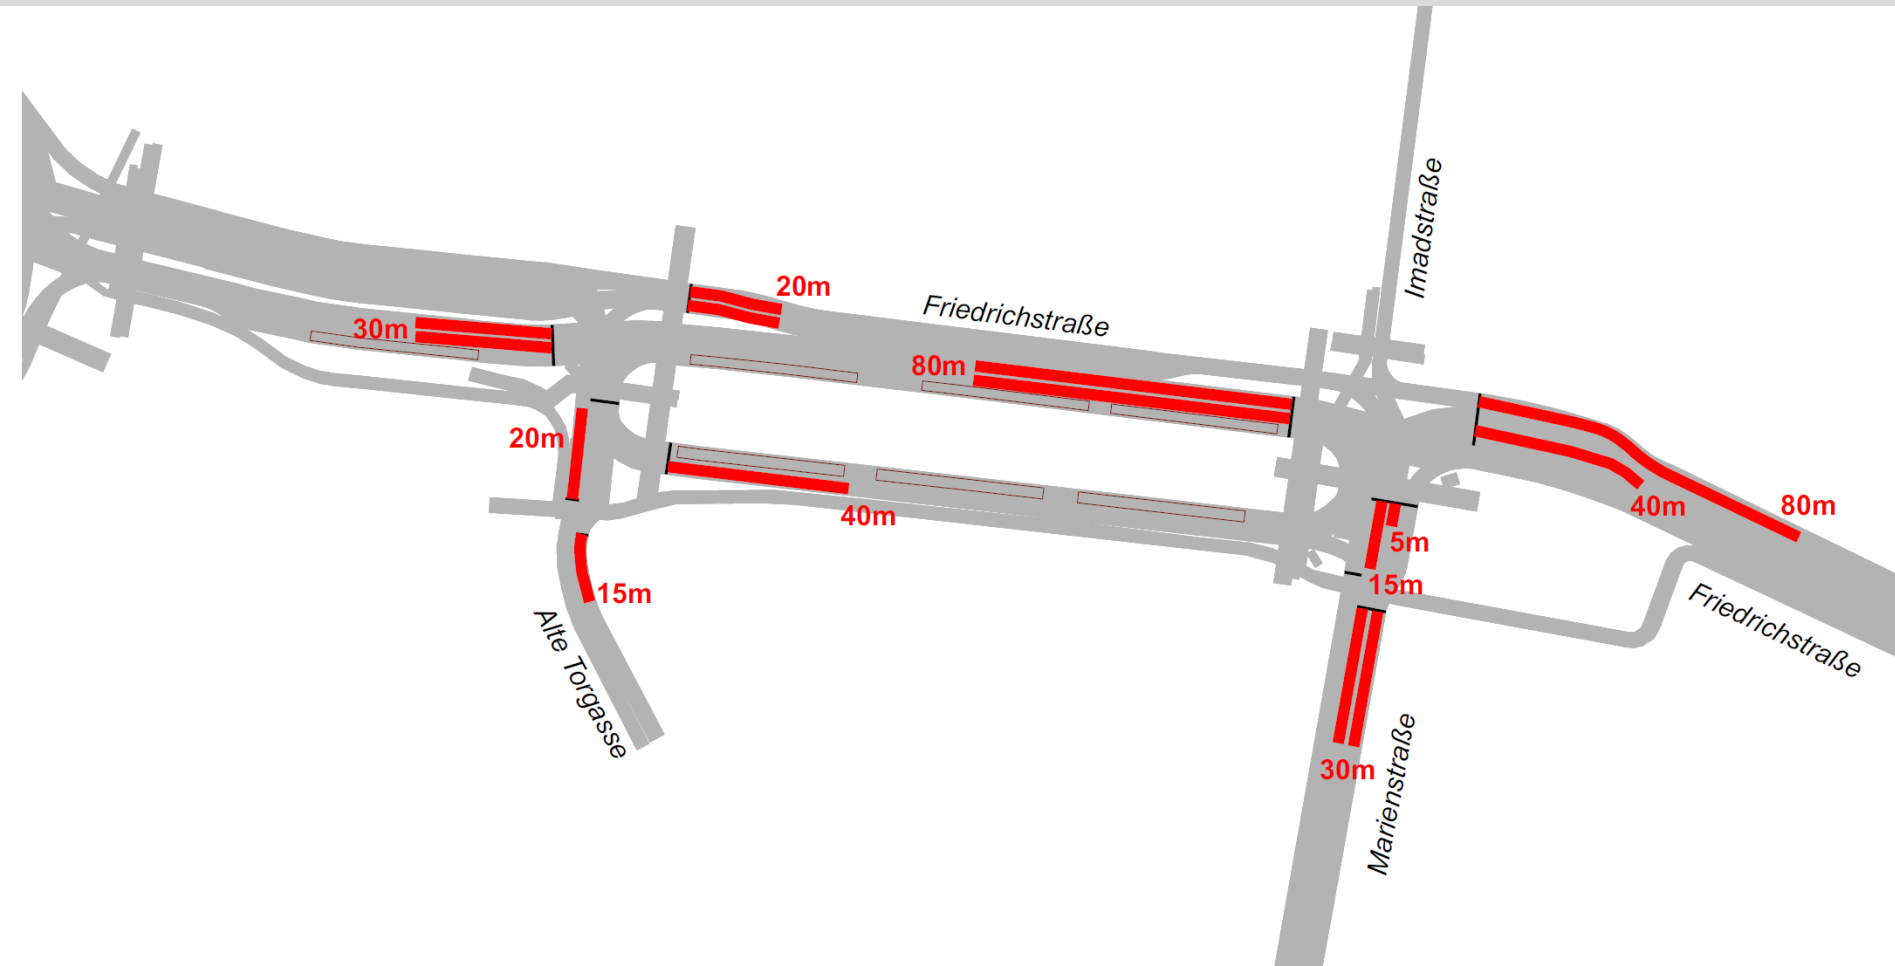 Imadstraße
20m
Friedrichstraße
30m
80m
20m
40m
40m
80m
5m
15m
15m
Friedrichstraße
Alte Torgasse
30m
Marienstraße